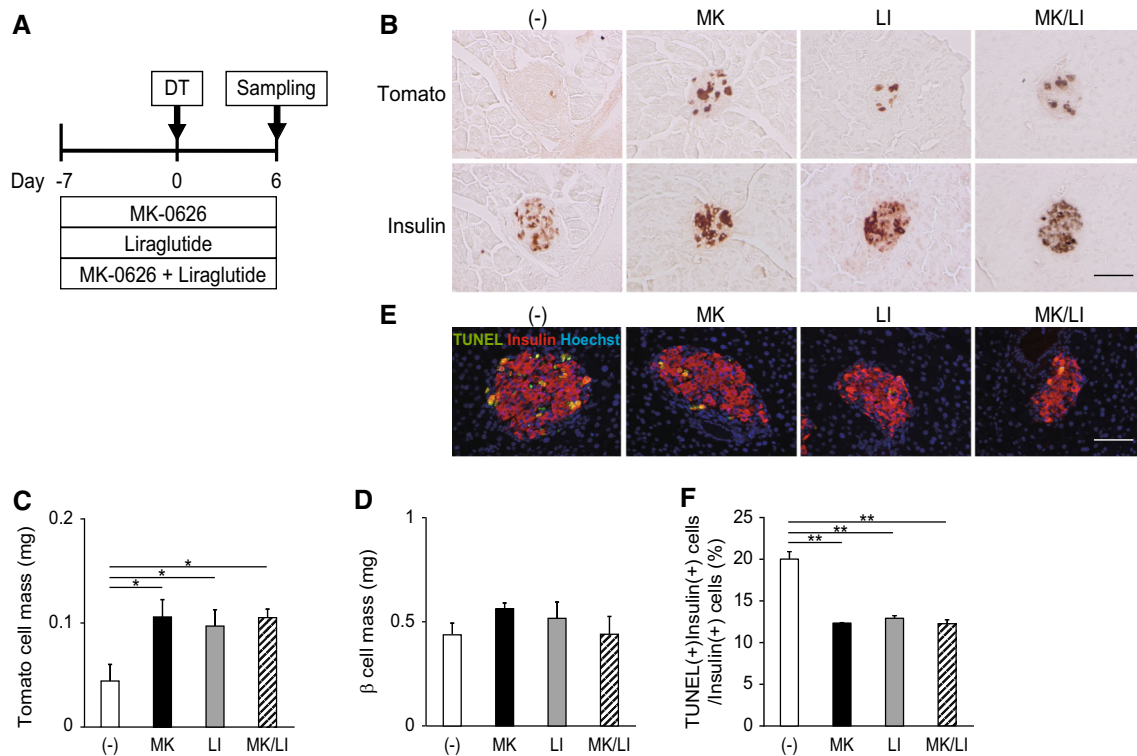 A
DT
Sampling
Day -7 0 6
MK-0626
Liraglutide
MK-0626 + Liraglutide
B
(-) MK LI MK/LI
Tomato
Insulin
E
(-) MK LI MK/LI
TUNEL Insulin Hoechst
C
Tomato cell mass (mg)
0.2
0.1
0
*
*
*
(-) MK LI MK/LI
D
β cell mass (mg)
1
0.5
0
(-) MK LI MK/LI
F
TUNEL(+)Insulin(+) cells
/Insulin(+) cells (%)
25
20
15
10
5
0
**
**
**
(-) MK LI MK/LI